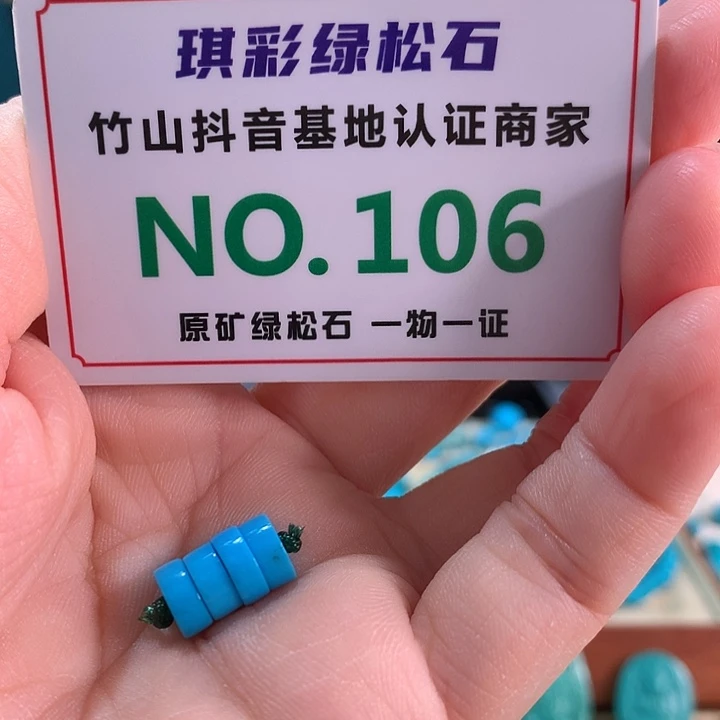 琪彩绿松石
竹山抖音基地认证商家
NO.106
原矿绿松石 一物一证